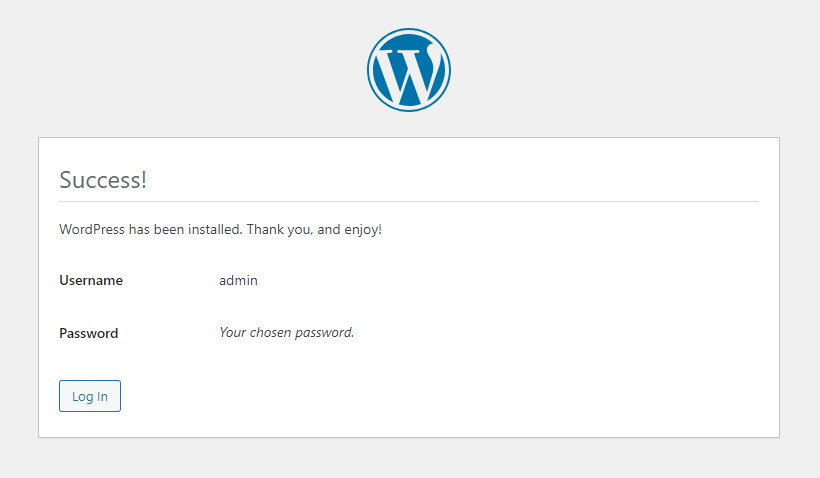 Success!
WordPress has been installed. Thank you, and enjoy!
Username admin
Password Your chosen password.
Log In